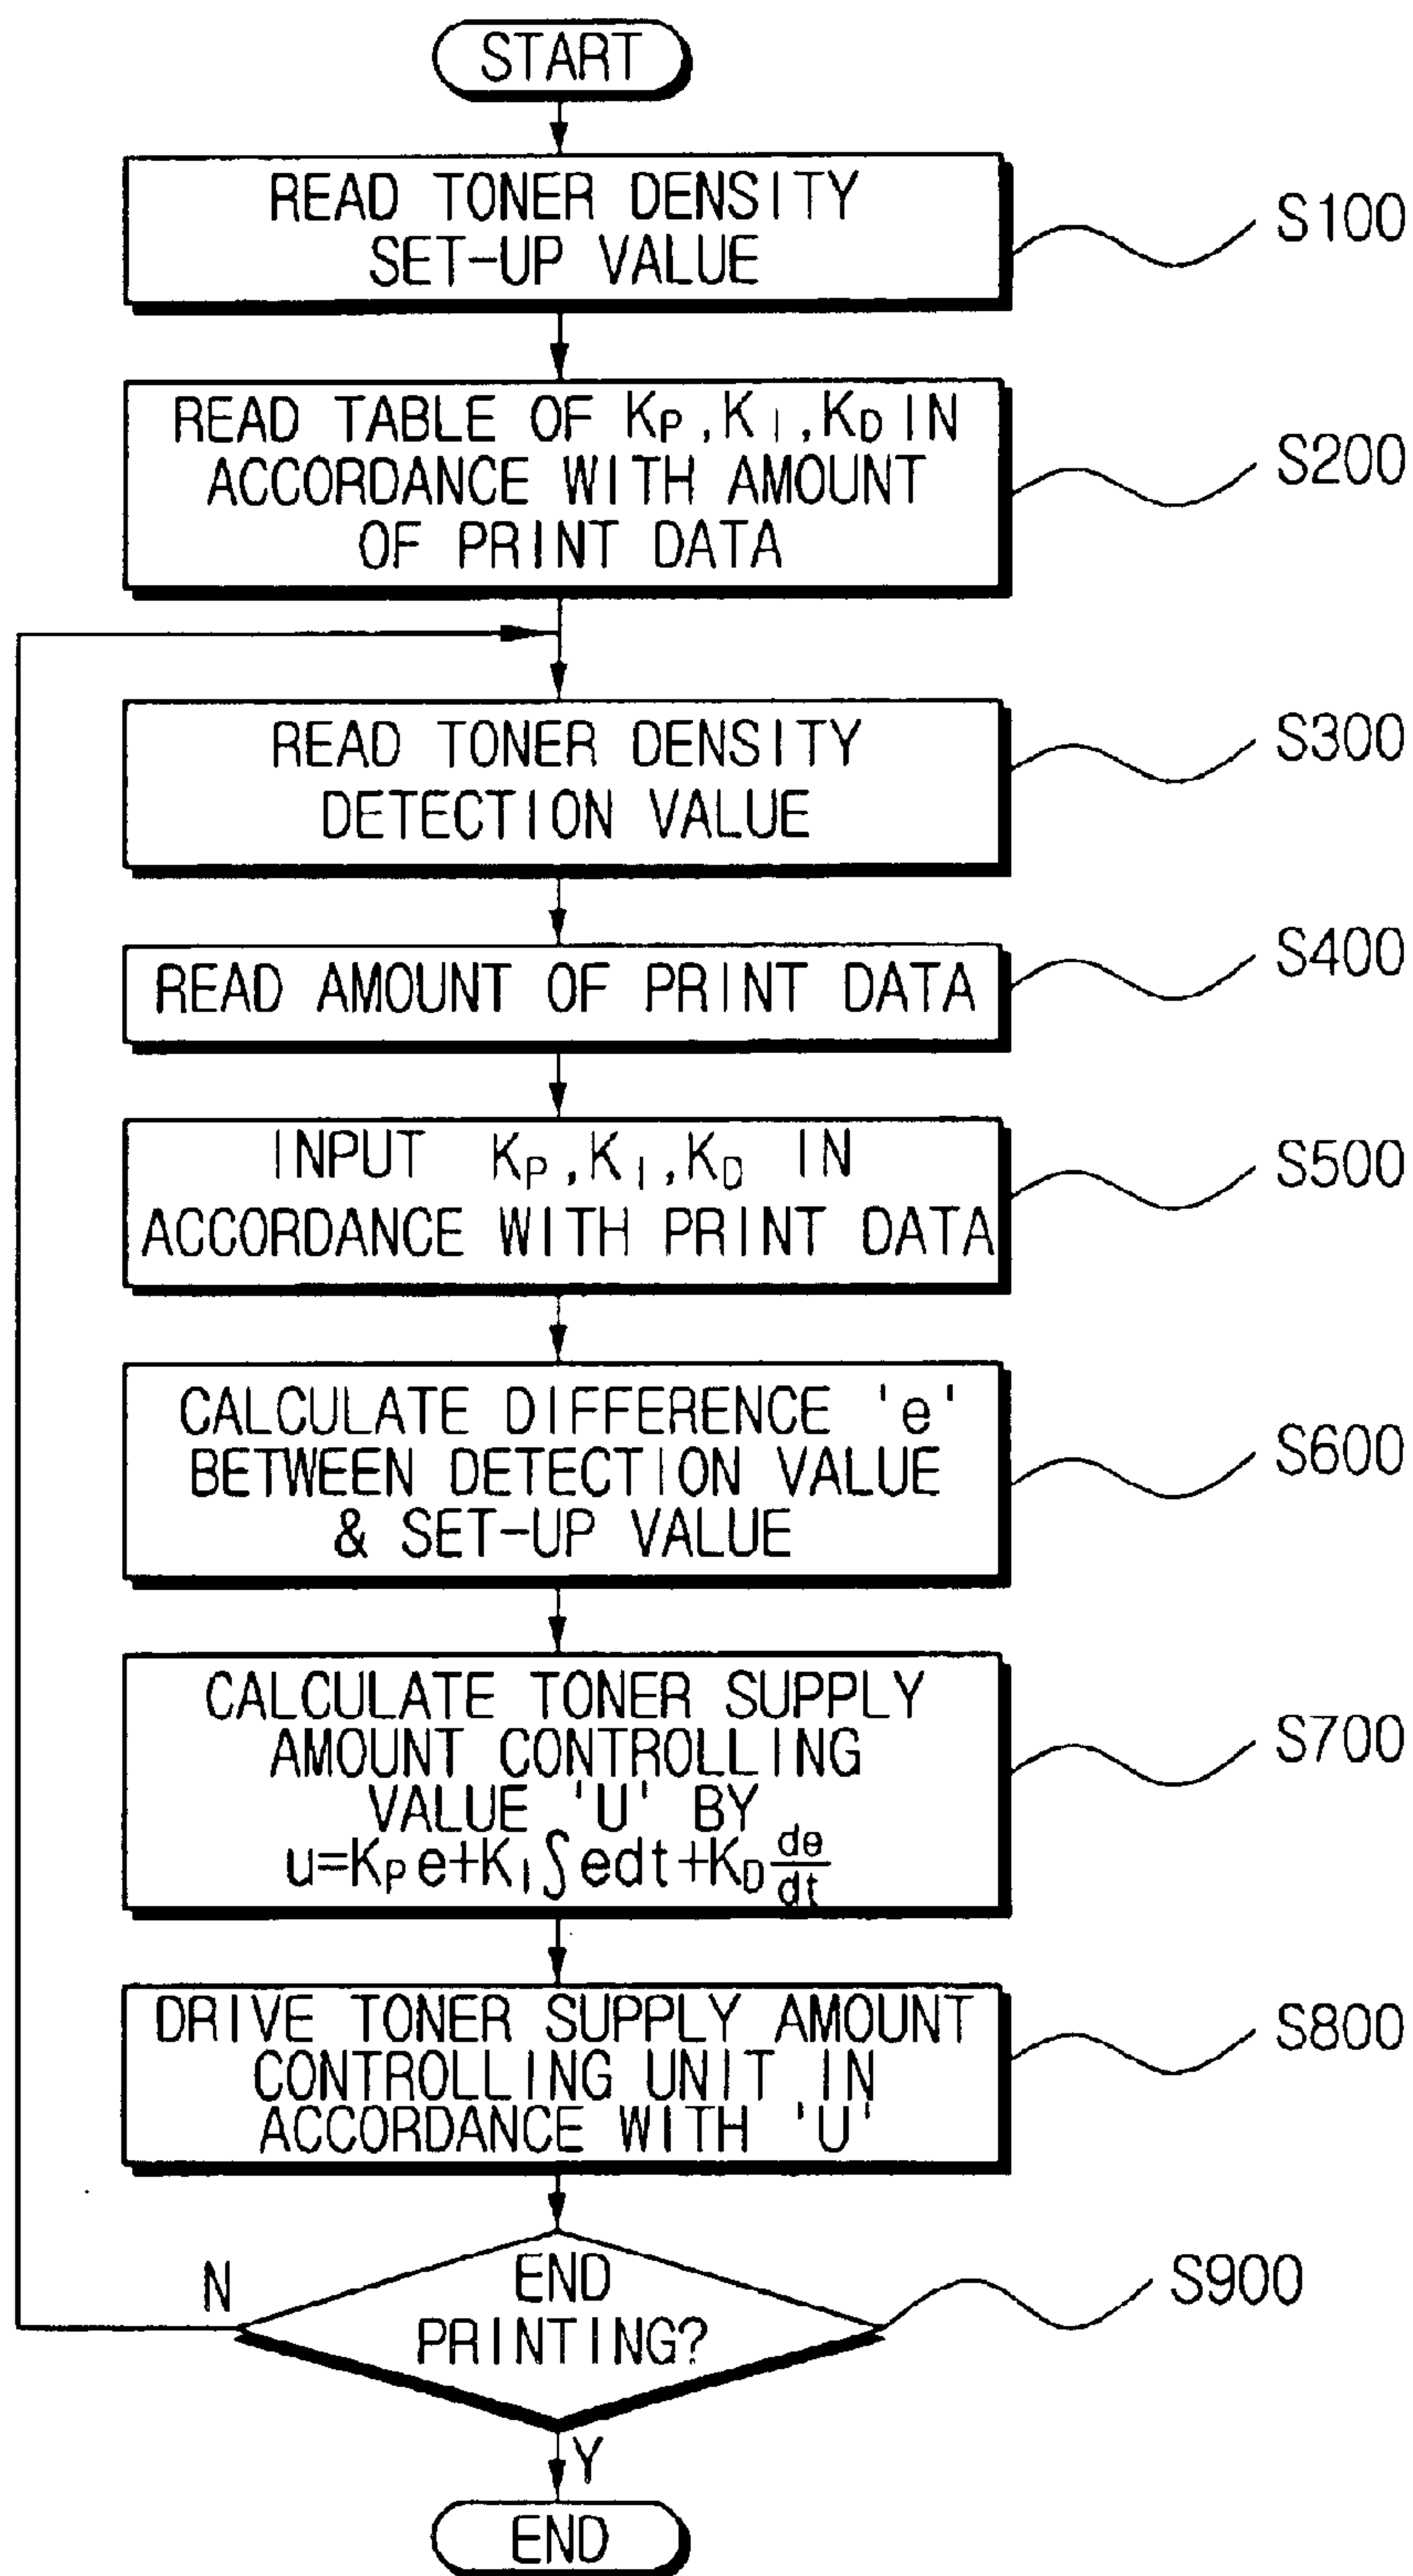 START
READ TONER DENSITY
SET-UP VALUE
S100
READ TABLE OF KP,KI,KD IN
ACCORDANCE WITH AMOUNT
OF PRINT DATA
S200
READ TONER DENSITY
DETECTION VALUE
S300
READ AMOUNT OF PRINT DATA
S400
INPUT KP,KI,KD IN
ACCORDANCE WITH PRINT DATA
S500
CALCULATE DIFFERENCE 'e'
BETWEEN DETECTION VALUE
& SET-UP VALUE
S600
CALCULATE TONER SUPPLY
AMOUNT CONTROLLING
VALUE 'U' BY
u=KPe+KI∫edt+KD de/dt
S700
DRIVE TONER SUPPLY AMOUNT
CONTROLLING UNIT IN
ACCORDANCE WITH 'U'
S800
N
END
PRINTING?
S900
Y
END